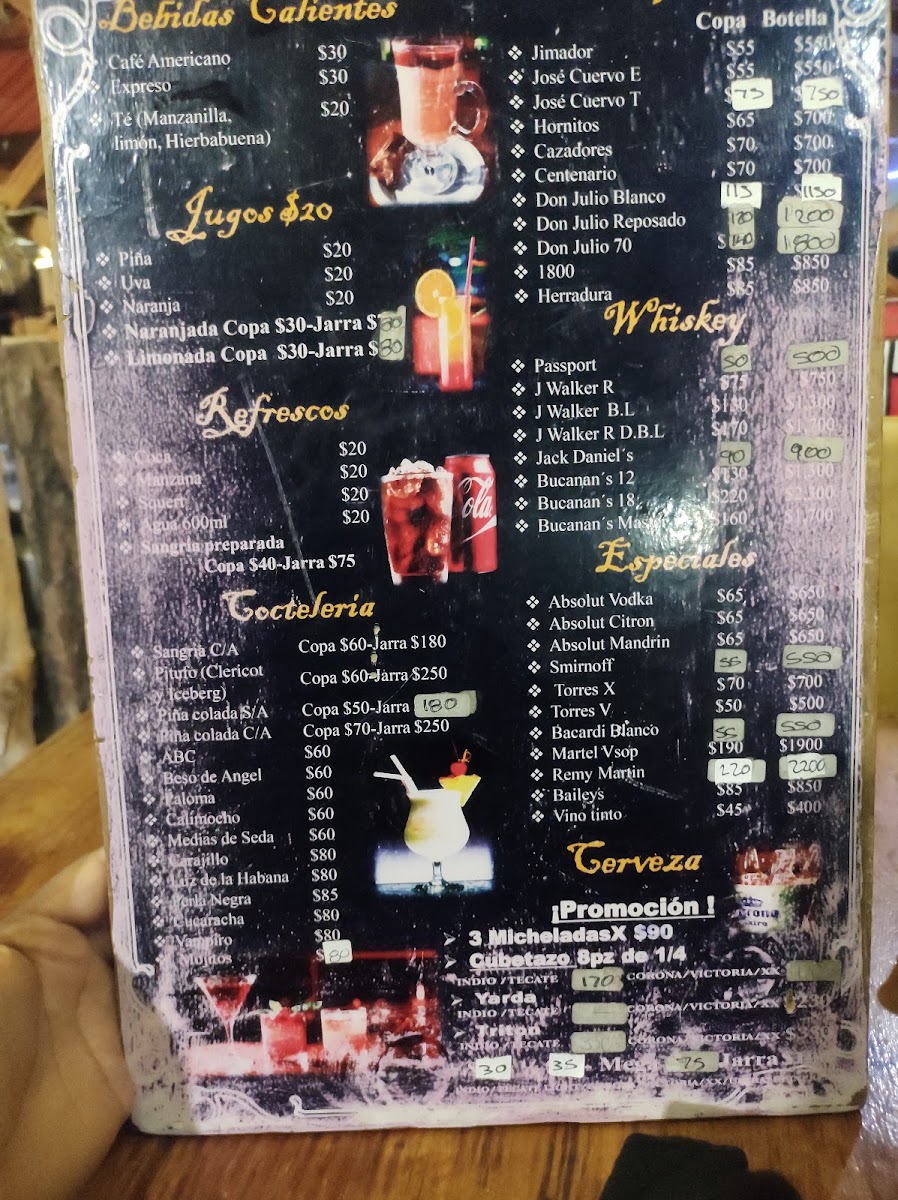 Bebidas Calientes
Café Americano $30
Expreso $30
Té (Manzanilla, $20
limón, Hierbabuena)
Jugos $20
Piña $20
Uva $20
Naranja $20
Naranjada Copa $30-Jarra $
Limonada Copa $30-Jarra $80
Refrescos
$20
Manzana $20
$20
Agua 600ml $20
Sangria preparada
Copa $40-Jarra $75
Cola
Cocteleria
Sangria C/A Copa $60-Jarra $180
Pitufo (Clericot Copa $60-Jarra $250
y Iceberg)
Piña colada S/A Copa $50-Jarra 180
Piña colada C/A Copa $70-Jarra $250
ABC $60
Beso de Angel $60
Paloma $60
Calimocho $60
Medias de Seda $60
Carajillo $80
Luz de la Habana $80
Perla Negra $85
Cucaracha $80
Vampiro $80
Mojitos $80
Copa Botella
Jimador $55 $550
José Cuervo E $55 $550
José Cuervo T 75 750
Hornitos $65 $700
Cazadores $70 $700
Centenario $70 $700
Don Julio Blanco 115 1150
Don Julio Reposado 120 1200
Don Julio 70 $140 1800
1800 $85 $850
Herradura $85 $850
Whiskey
Passport 50 500
J Walker R $75 $750
J Walker B.L $180 $1,300
J Walker R D.B.L $170
Jack Daniel´s 90 900
Bucanan´s 12 $130
Bucanan´s 18 $220
Bucanan´s $160
Especiales
Absolut Vodka $65 $650
Absolut Citron $65 $650
Absolut Mandrin $65 $650
Smirnoff 55 550
Torres X $70 $700
Torres V $50 $500
Bacardi Blanco 55 550
Martel Vsop $190 $1900
Remy Martin 220 2200
Baileys $85 $850
Vino tinto $45 $400
Cerveza
¡Promoción !
3 MicheladasX $90
Cubetazo 8pz de 1/4
INDIO /TECATE 170 CORONA/VICTORIA/XX
Yarda
INDIO /TECATE CORONA/VICTORIA/XX 230
Triton
INDIO /TECATE CORONA/VICTORIA/XX $
30 35 75 Jarra